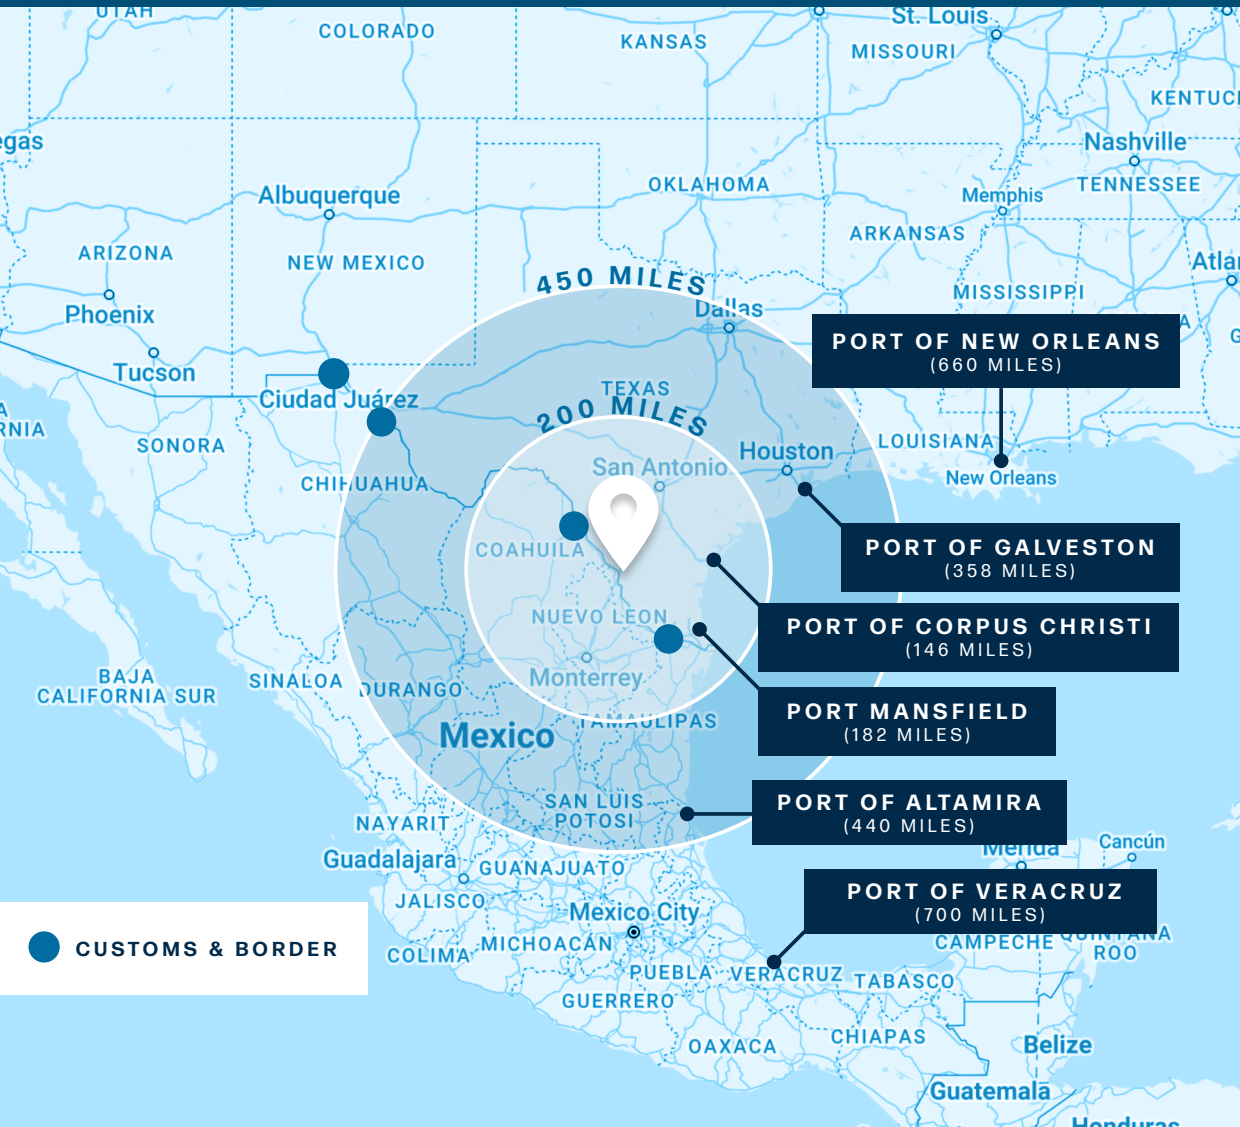 UTAH
COLORADO
KANSAS
St. Louis
MISSOURI
KENTUC
egas
Nashville
Albuquerque
OKLAHOMA
Memphis
TENNESSEE
ARKANSAS
ARIZONA
NEW MEXICO
Atlan
450 MILES
MISSISSIPPI
Phoenix
Dallas
A
G
PORT OF NEW ORLEANS
(660 MILES)
Tucson
Ciudad Juárez
TEXAS
200 MILES
A
RNIA
SONORA
LOUISIANA
Houston
San Antonio
New Orleans
CHIHUAHUA
COAHUILA
PORT OF GALVESTON
(358 MILES)
NUEVO LEON
PORT OF CORPUS CHRISTI
(146 MILES)
BAJA
CALIFORNIA SUR
SINALOA
DURANGO
Monterrey
PORT MANSFIELD
(182 MILES)
TAMAULIPAS
Mexico
SAN LUIS
POTOSI
PORT OF ALTAMIRA
(440 MILES)
NAYARIT
Mérida
Cancún
Guadalajara
GUANAJUATO
JALISCO
PORT OF VERACRUZ
(700 MILES)
Mexico City
CUSTOMS & BORDER
COLIMA
MICHOACÁN
CAMPECHE
QUINTANA
ROO
PUEBLA
VERACRUZ
TABASCO
GUERRERO
OAXACA
CHIAPAS
Belize
Guatemala
Honduras